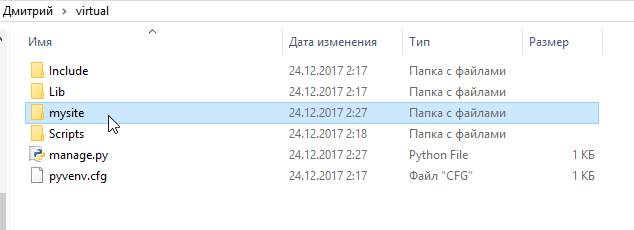 Дмитрий › virtual
Имя Дата изменения Тип Размер
Include 24.12.2017 2:17 Папка с файлами
Lib 24.12.2017 2:17 Папка с файлами
mysite 24.12.2017 2:27 Папка с файлами
Scripts 24.12.2017 2:18 Папка с файлами
manage.py 24.12.2017 2:27 Python File 1 КБ
pyvenv.cfg 24.12.2017 2:17 Файл "CFG" 1 КБ